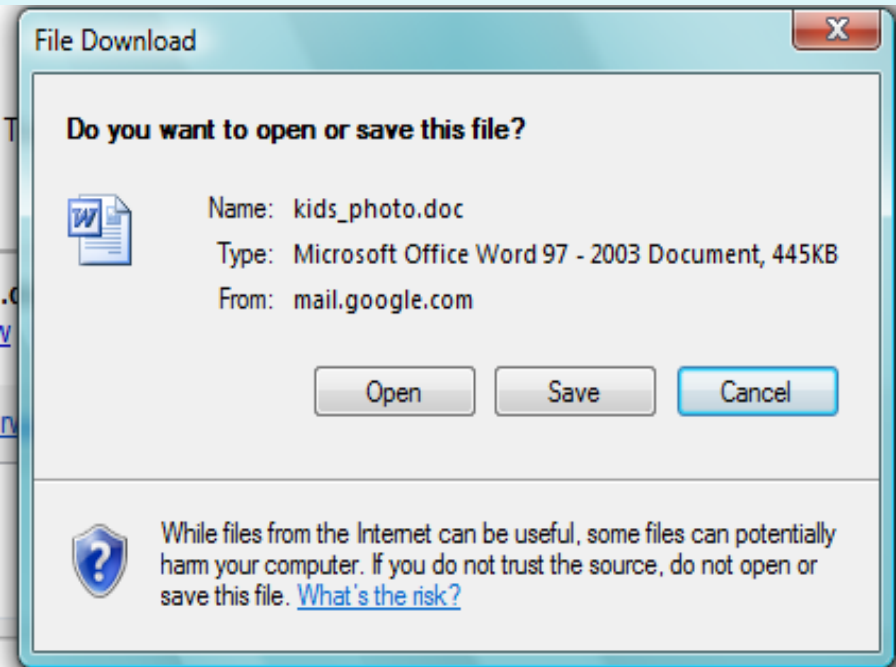 File Download
X
Do you want to open or save this file?
W
Name: kids_photo.doc
Type: Microsoft Office Word 97 - 2003 Document, 445KB
From: mail.google.com
Open Save Cancel
While files from the Internet can be useful, some files can potentially
harm your computer. If you do not trust the source, do not open or
save this file. What's the risk?